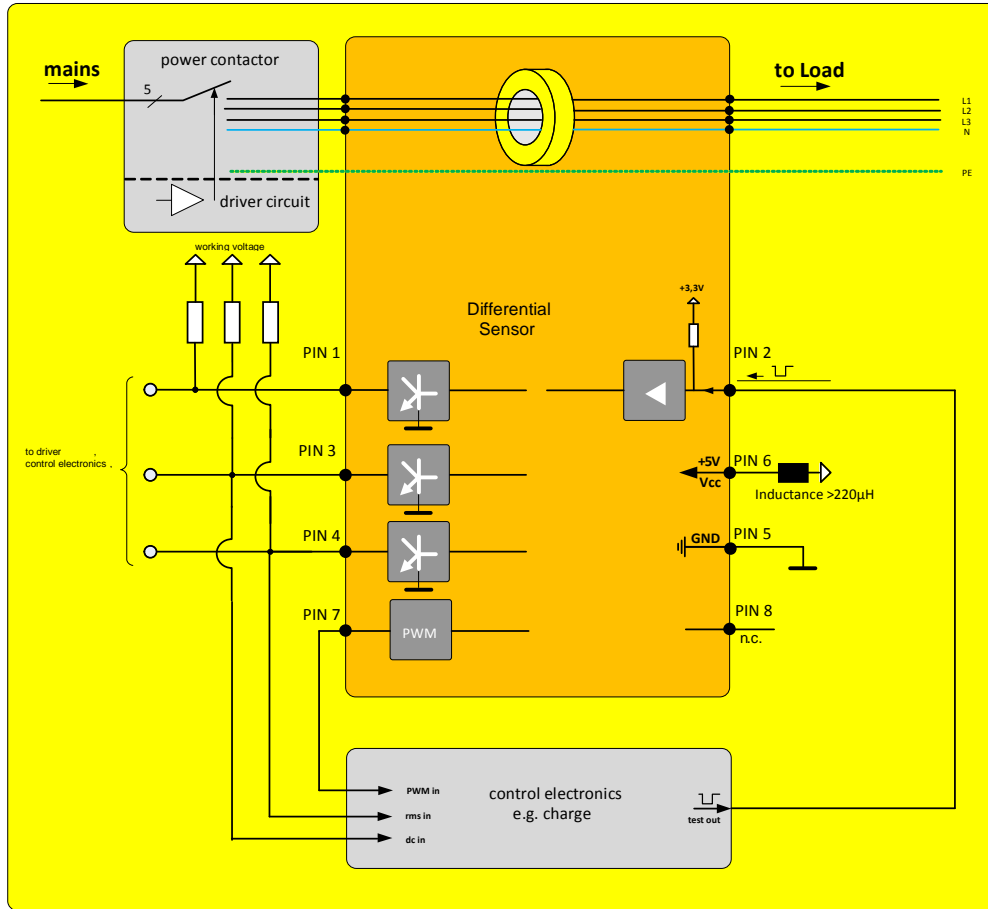 power contactor
mains
5
to Load
L1
L2
L3
N
PE
driver circuit
working voltage
+3,3V
Differential
Sensor
PIN 1
PIN 2
to driver ,
control electronics .
PIN 3
+5V
Vcc
PIN 6
Inductance >220µH
PIN 4
GND
PIN 5
PIN 7
PWM
PIN 8
n.c.
PWM in
control electronics
e.g. charge
rms in
test out
dc in